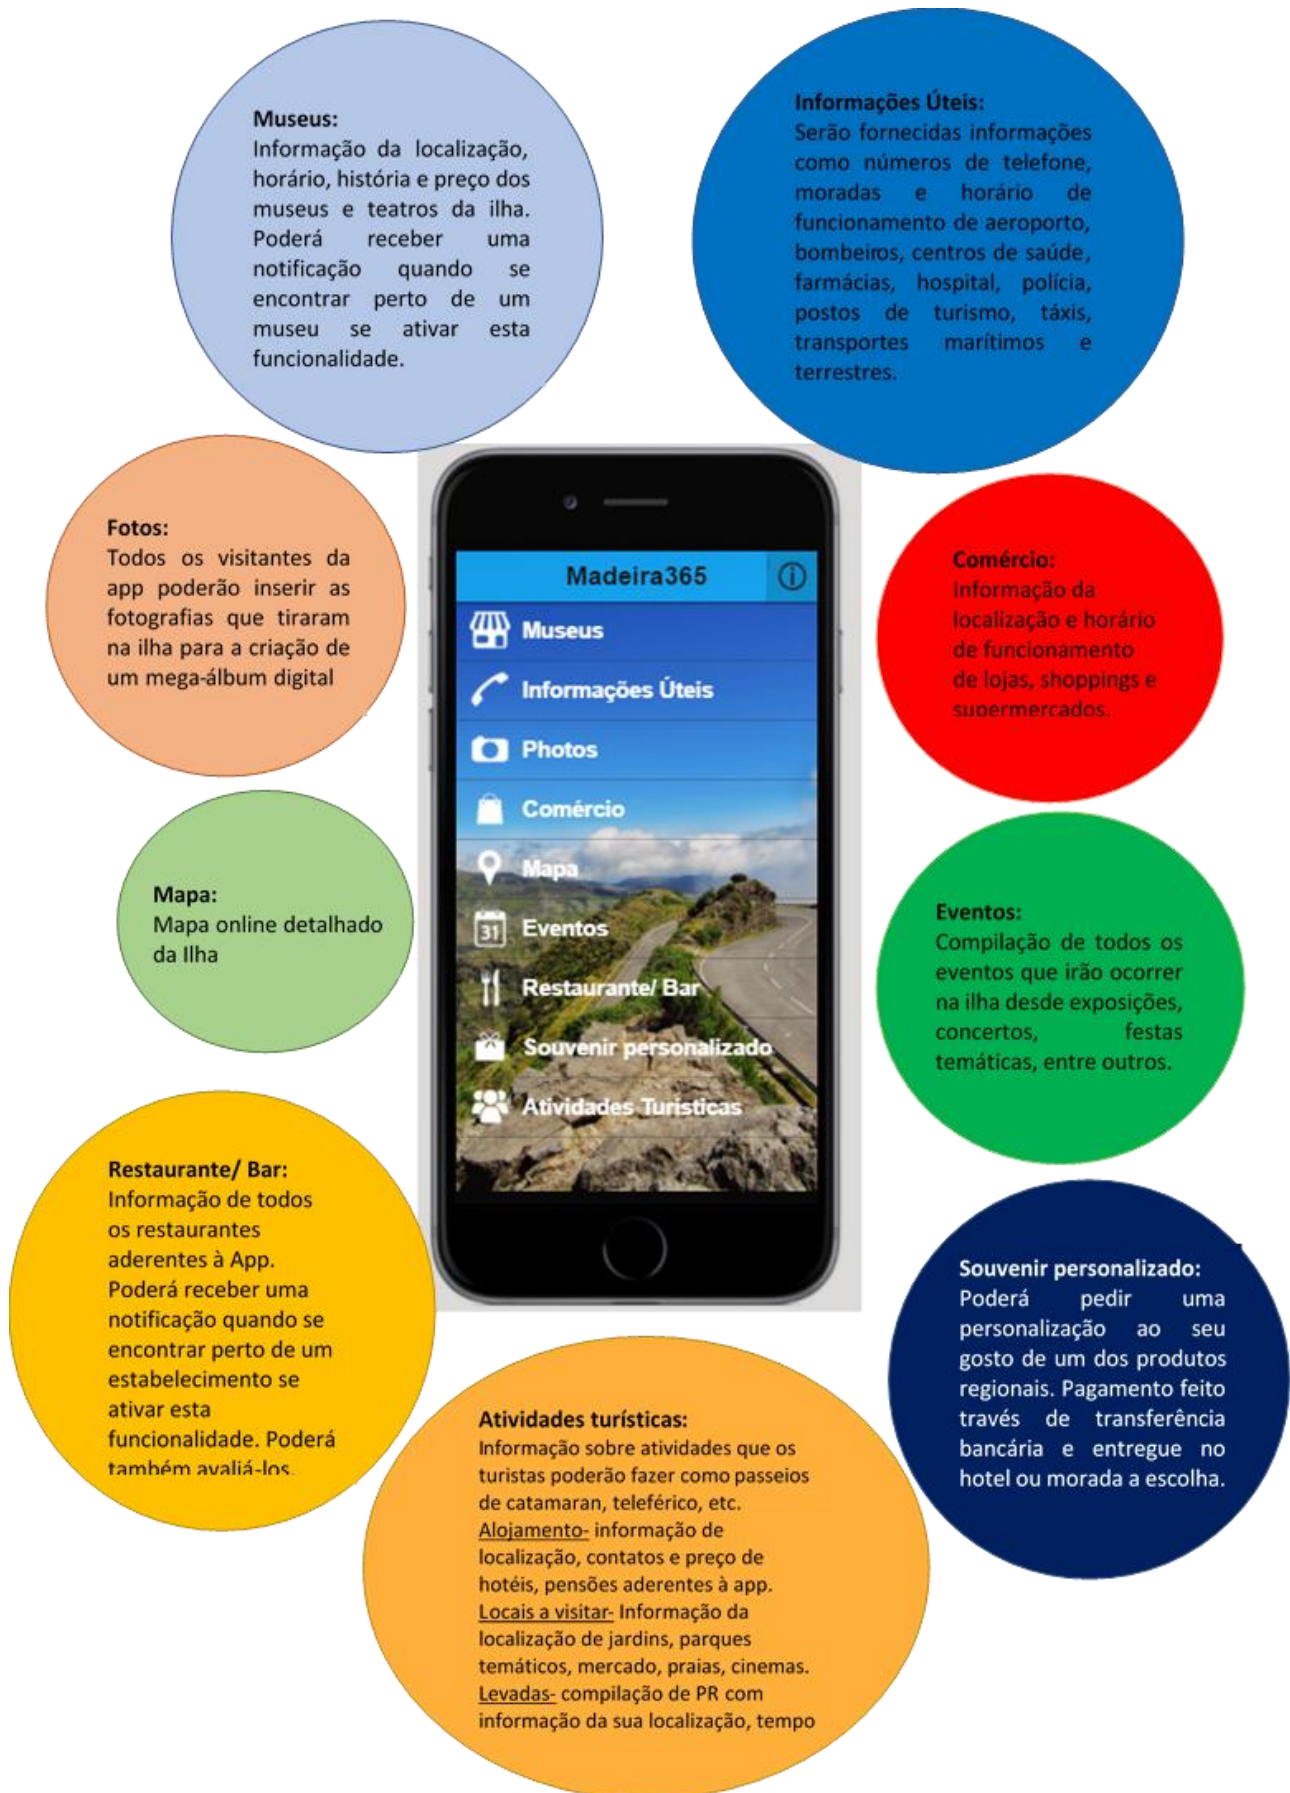 Museus:
Informação da localização,
horário, história e preço dos
museus e teatros da ilha.
Poderá receber uma
notificação quando se
encontrar perto de um
museu se ativar esta
funcionalidade.
Informações Úteis:
Serão fornecidas informações
como números de telefone,
moradas e horário de
funcionamento de aeroporto,
bombeiros, centros de saúde,
farmácias, hospital, polícia,
postos de turismo, táxis,
transportes marítimos e
terrestres.
Fotos:
Todos os visitantes da
app poderão inserir as
fotografias que tiraram
na ilha para a criação de
um mega-álbum digital
Madeira365
Museus
Informações Úteis
Photos
Comércio
Mapa
31
Eventos
Restaurante/ Bar
Souvenir personalizado
Atividades Turisticas
Comércio:
Informação da
localização e horário
de funcionamento
de lojas, shoppings e
supermercados.
Mapa:
Mapa online detalhado
da Ilha
Eventos:
Compilação de todos os
eventos que irão ocorrer
na ilha desde exposições,
concertos, festas
temáticas, entre outros.
Restaurante/ Bar:
Informação de todos
os restaurantes
aderentes à App.
Poderá receber uma
notificação quando se
encontrar perto de um
estabelecimento se
ativar esta
funcionalidade. Poderá
também avaliá-los.
Souvenir personalizado:
Poderá pedir uma
personalização ao seu
gosto de um dos produtos
regionais. Pagamento feito
través de transferência
bancária e entregue no
hotel ou morada a escolha.
Atividades turísticas:
Informação sobre atividades que os
turistas poderão fazer como passeios
de catamaran, teleférico, etc.
Alojamento- informação de
localização, contatos e preço de
hotéis, pensões aderentes à app.
Locais a visitar- Informação da
localização de jardins, parques
temáticos, mercado, praias, cinemas.
Levadas- compilação de PR com
informação da sua localização, tempo